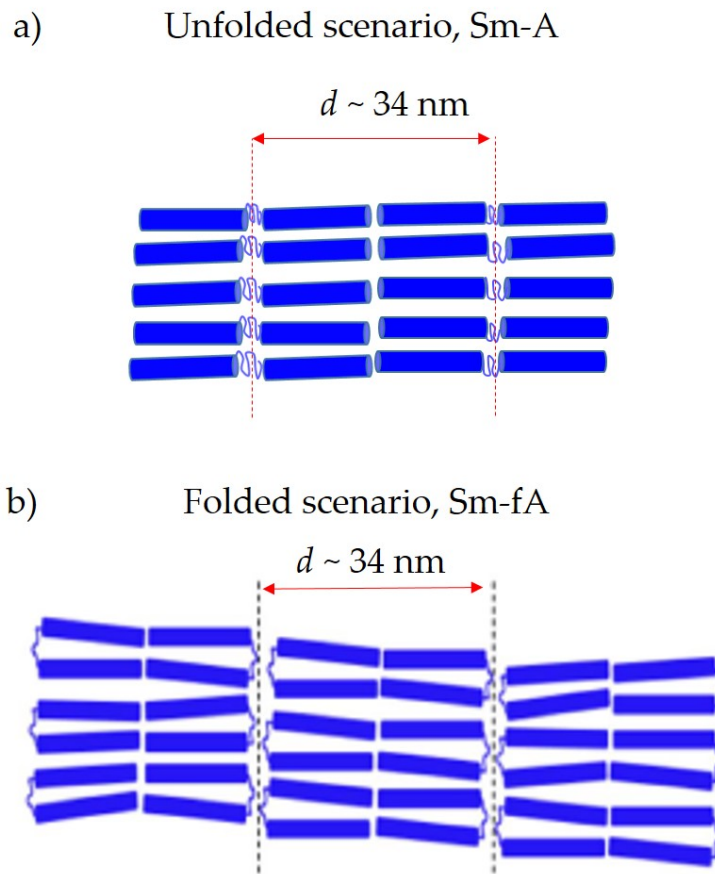 a) Unfolded scenario, Sm-A
d ~ 34 nm
b) Folded scenario, Sm-fA
d ~ 34 nm